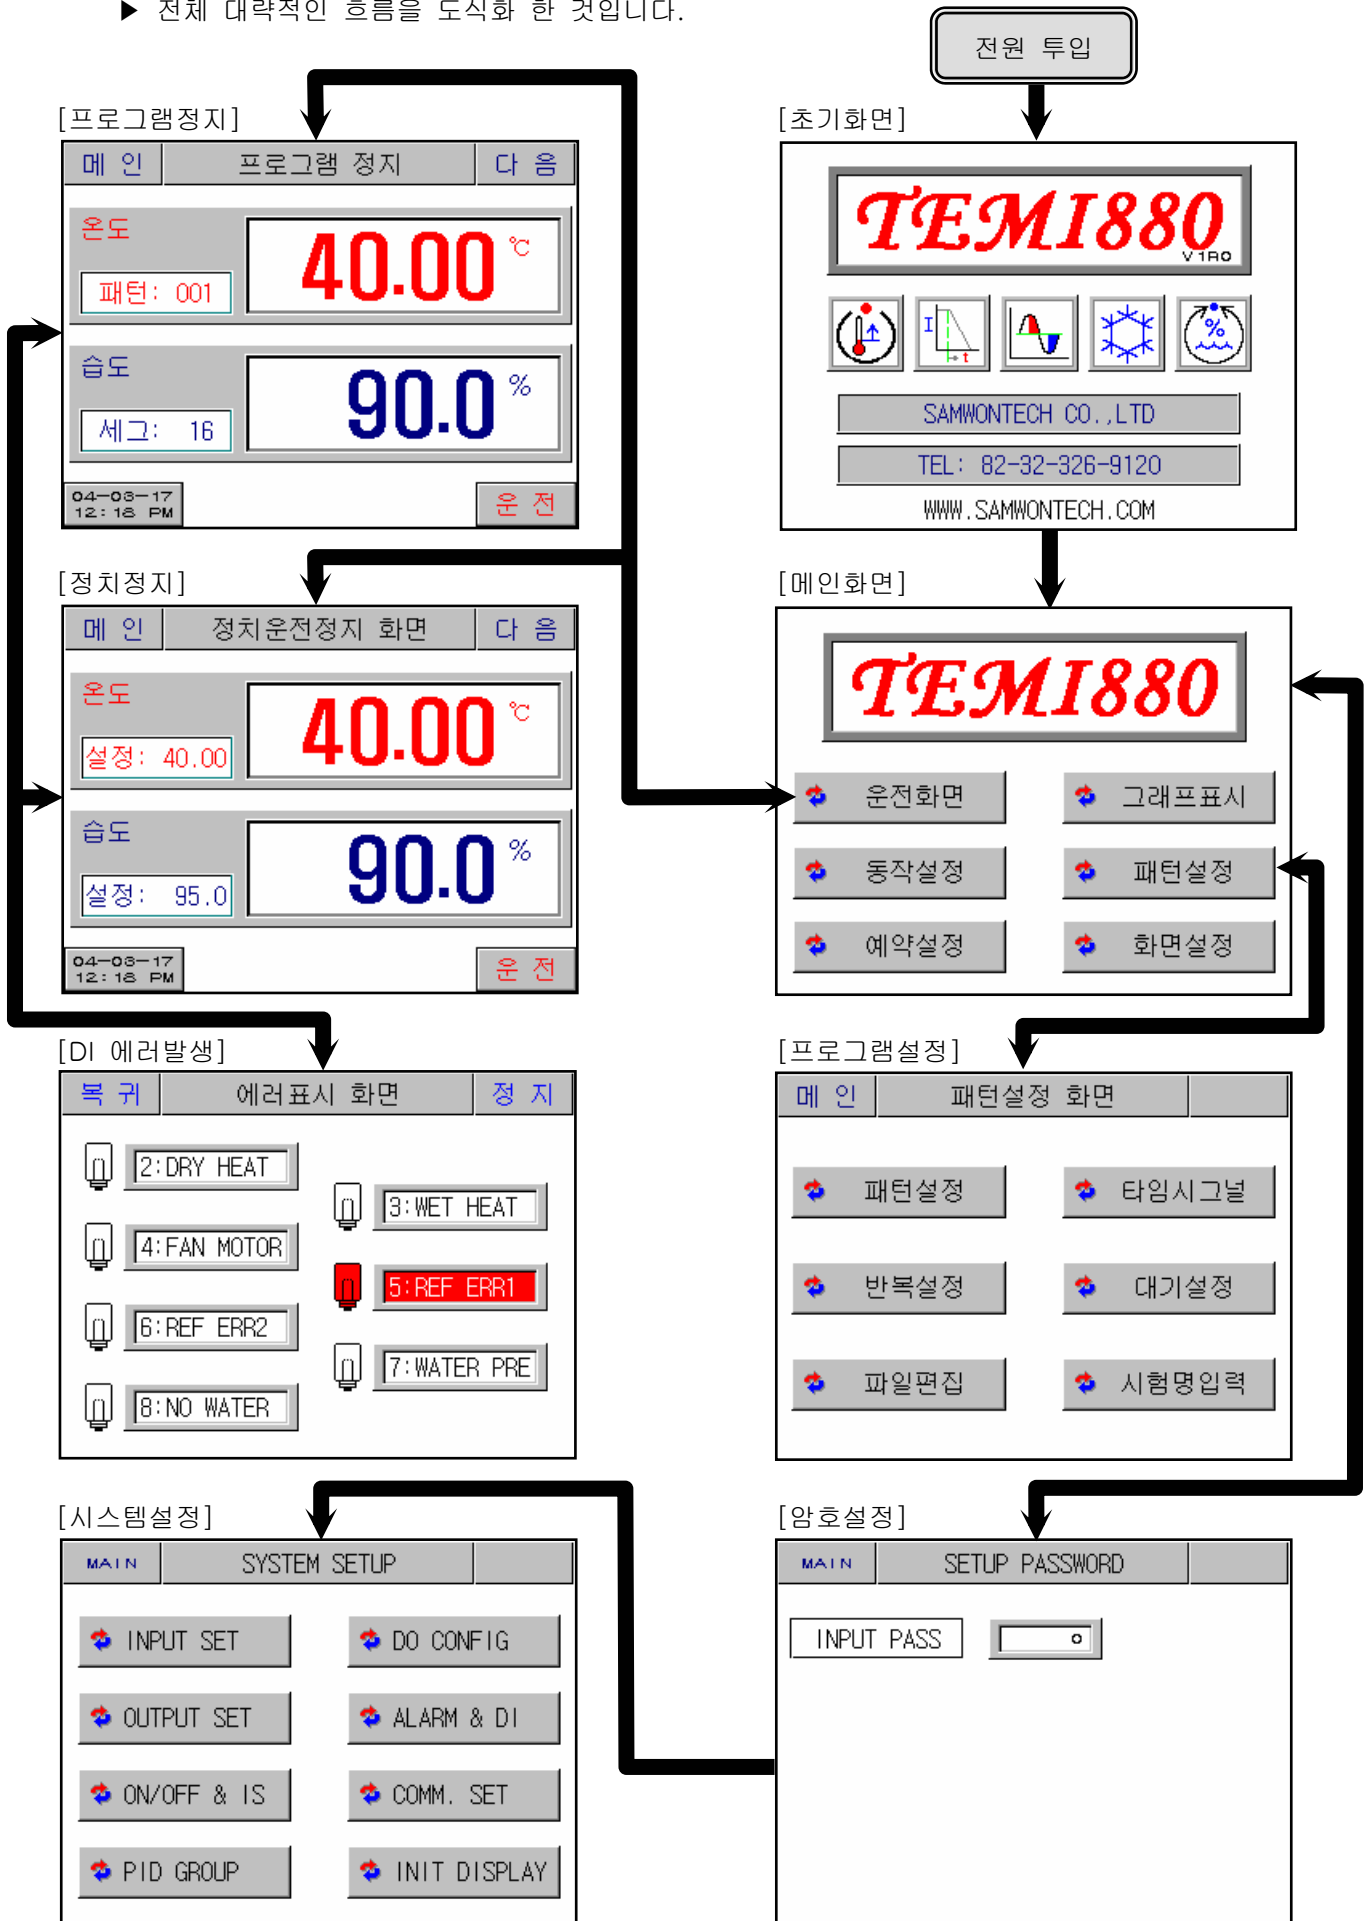 ▶ 전체 대략적인 흐름을 도식화 한 것입니다.
전원 투입
[프로그램정지]
메 인 프로그램 정지 다 음
온도
40.00 ℃
패턴: 001
습도
90.0 %
세그: 16
04-03-17
12:18 PM
운 전
[초기화면]
TEMI880
V1R0
I
t
%
SAMWONTECH CO.,LTD
TEL: 82-32-326-9120
WWW.SAMWONTECH.COM
[정치정지]
메 인 정치운전정지 화면 다 음
온도
40.00 ℃
설정: 40.00
습도
90.0 %
설정: 95.0
04-03-17
12:18 PM
운 전
[메인화면]
TEMI880
운전화면 그래프표시
동작설정 패턴설정
예약설정 화면설정
[DI 에러발생]
복 귀 에러표시 화면 정 지
2:DRY HEAT
3:WET HEAT
4:FAN MOTOR
5:REF ERR1
6:REF ERR2
7:WATER PRE
8:NO WATER
[프로그램설정]
메 인 패턴설정 화면
패턴설정 타임시그널
반복설정 대기설정
파일편집 시험명입력
[시스템설정]
MAIN SYSTEM SETUP
INPUT SET DO CONFIG
OUTPUT SET ALARM & DI
ON/OFF & IS COMM. SET
PID GROUP INIT DISPLAY
[암호설정]
MAIN SETUP PASSWORD
INPUT PASS 0